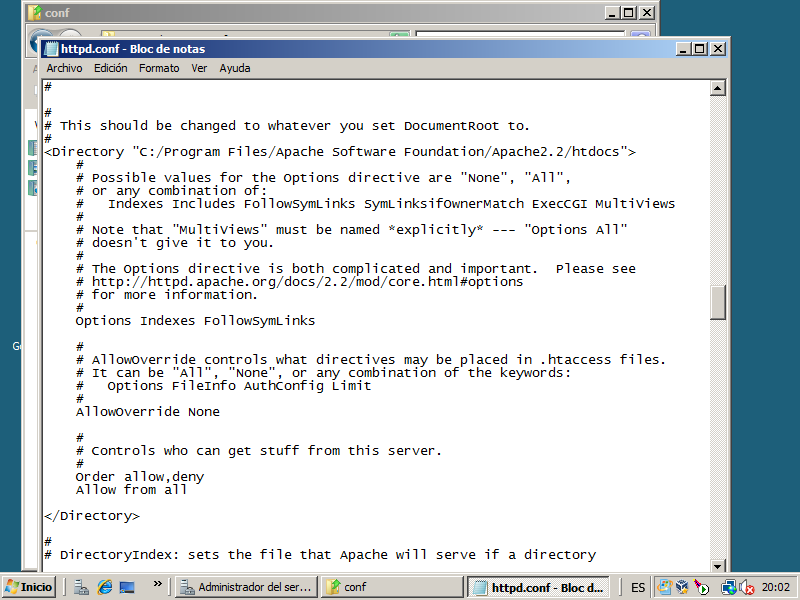 conf
httpd.conf - Bloc de notas
Archivo Edición Formato Ver Ayuda
#
#
# This should be changed to whatever you set DocumentRoot to.
#
<Directory "C:/Program Files/Apache Software Foundation/Apache2.2/htdocs">
#
# Possible values for the Options directive are "None", "All",
# or any combination of:
#   Indexes Includes FollowSymLinks SymLinksifOwnerMatch ExecCGI MultiViews
#
# Note that "MultiViews" must be named *explicitly* --- "Options All"
# doesn't give it to you.
#
# The Options directive is both complicated and important.  Please see
# http://httpd.apache.org/docs/2.2/mod/core.html#options
# for more information.
#
Options Indexes FollowSymLinks
#
# AllowOverride controls what directives may be placed in .htaccess files.
# It can be "All", "None", or any combination of the keywords:
#   Options FileInfo AuthConfig Limit
#
AllowOverride None
#
# Controls who can get stuff from this server.
#
Order allow,deny
Allow from all
</Directory>
#
# DirectoryIndex: sets the file that Apache will serve if a directory
Inicio » Administrador del ser... conf httpd.conf - Bloc d... ES 20:02